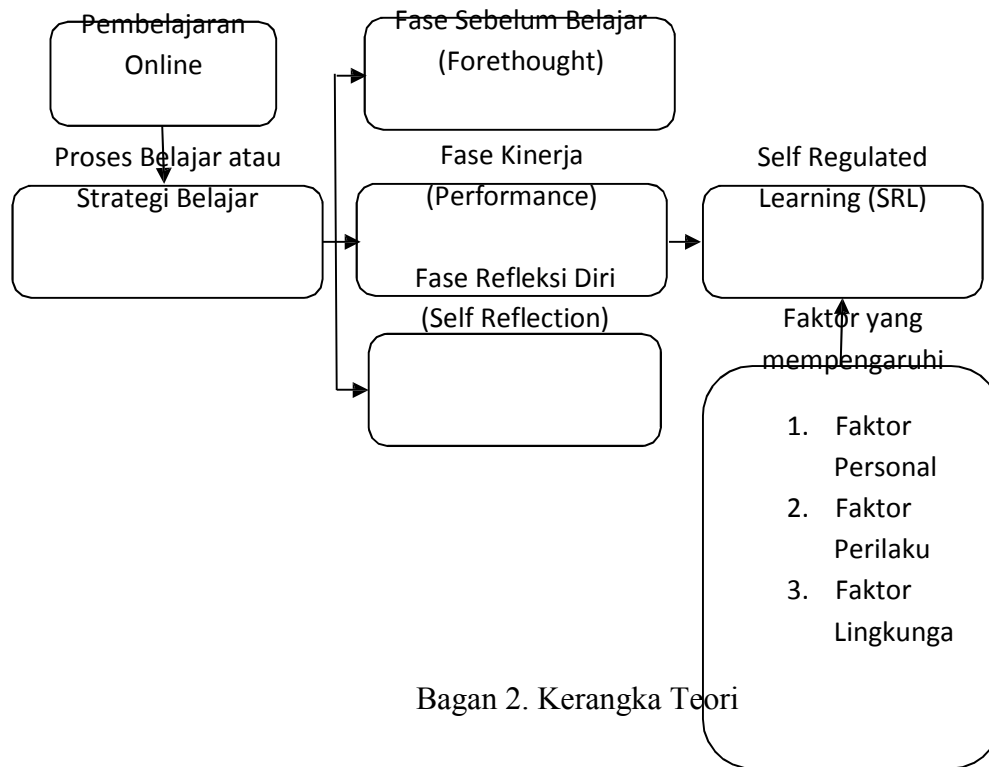 Pembelajaran
Online
Proses Belajar atau
Strategi Belajar
Fase Sebelum Belajar
(Forethought)
Fase Kinerja
(Performance)
Fase Refleksi Diri
(Self Reflection)
Self Regulated
Learning (SRL)
Faktor yang
mempengaruhi
1. Faktor
Personal
2. Faktor
Perilaku
3. Faktor
Lingkunga
Bagan 2. Kerangka Teori